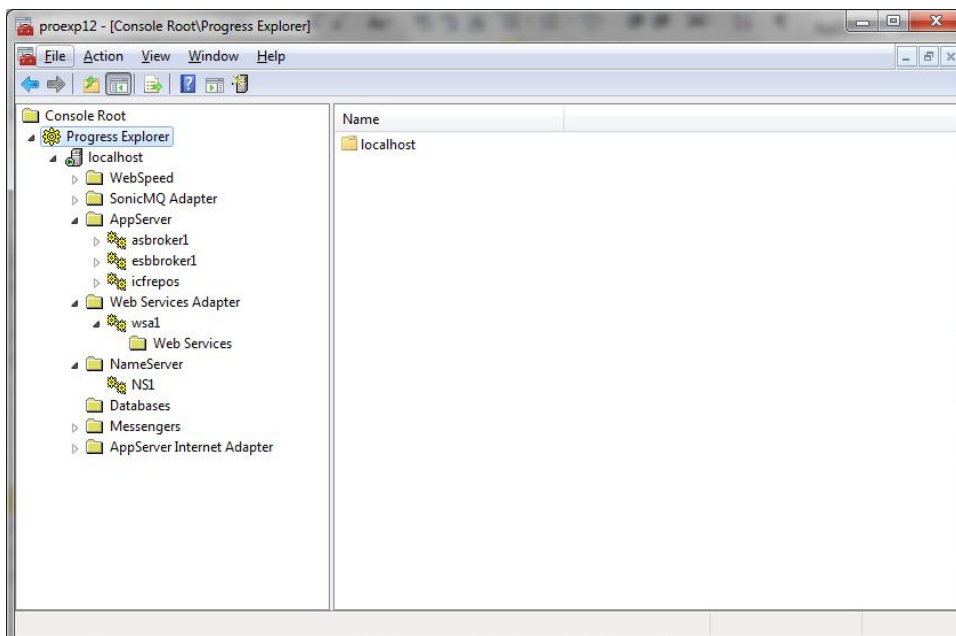 proexp12 - [Console Root\Progress Explorer]
File Action View Window Help
Console Root
Progress Explorer
localhost
WebSpeed
SonicMQ Adapter
AppServer
asbroker1
esbbroker1
icfrepos
Web Services Adapter
wsa1
Web Services
NameServer
NS1
Databases
Messengers
AppServer Internet Adapter
Name
localhost